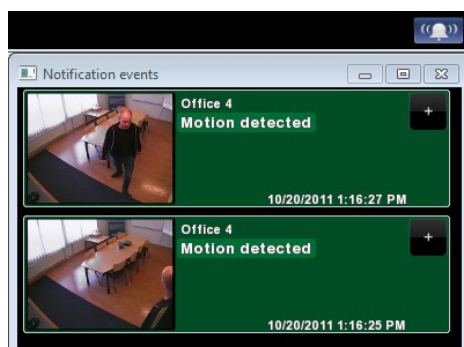 Notification events
Office 4
Motion detected
+
10/20/2011 1:16:27 PM
Office 4
Motion detected
+
10/20/2011 1:16:25 PM